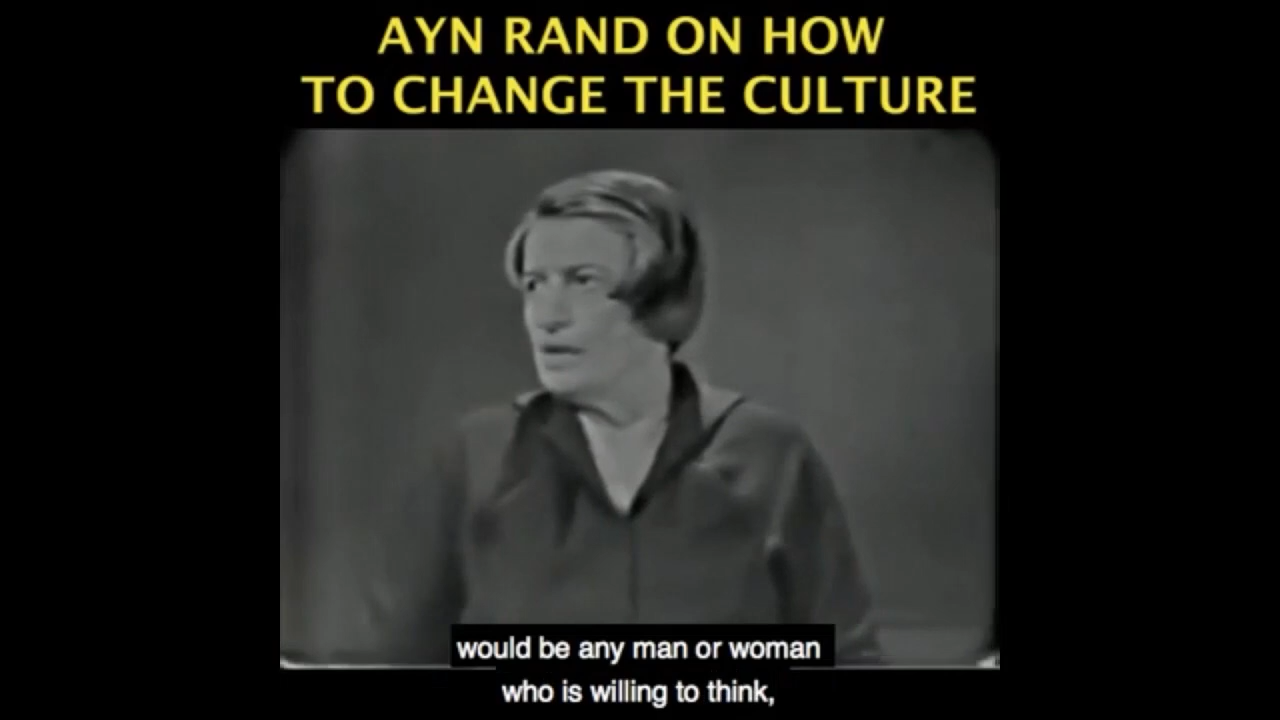 AYN RAND ON HOW
TO CHANGE THE CULTURE
would be any man or woman
who is willing to think,